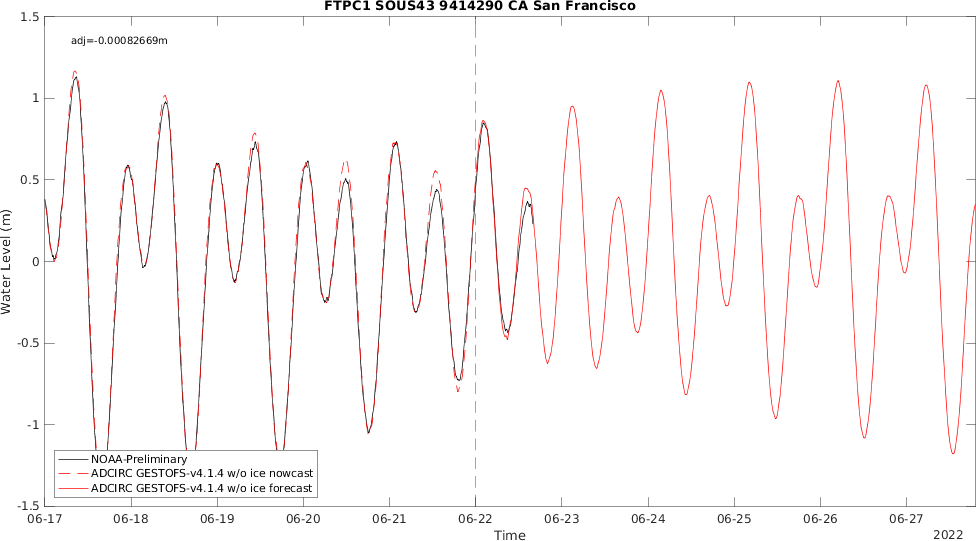 FTPC1 SOUS43 9414290 CA San Francisco
adj=-0.00082669m
Water Level (m)
1.5
1
0.5
0
-0.5
-1
-1.5
NOAA-Preliminary
ADCIRC GESTOFS-v4.1.4 w/o ice nowcast
ADCIRC GESTOFS-v4.1.4 w/o ice forecast
06-17 06-18 06-19 06-20 06-21 06-22 06-23 06-24 06-25 06-26 06-27
Time
2022